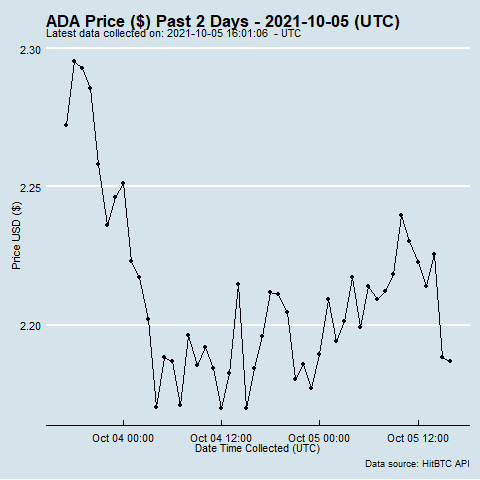 ADA Price ($) Past 2 Days - 2021-10-05 (UTC)
Latest data collected on: 2021-10-05 16:01:06  - UTC
2.30
2.25
2.20
Price USD ($)
Oct 04 00:00
Oct 04 12:00
Oct 05 00:00
Oct 05 12:00
Date Time Collected (UTC)
Data source: HitBTC API